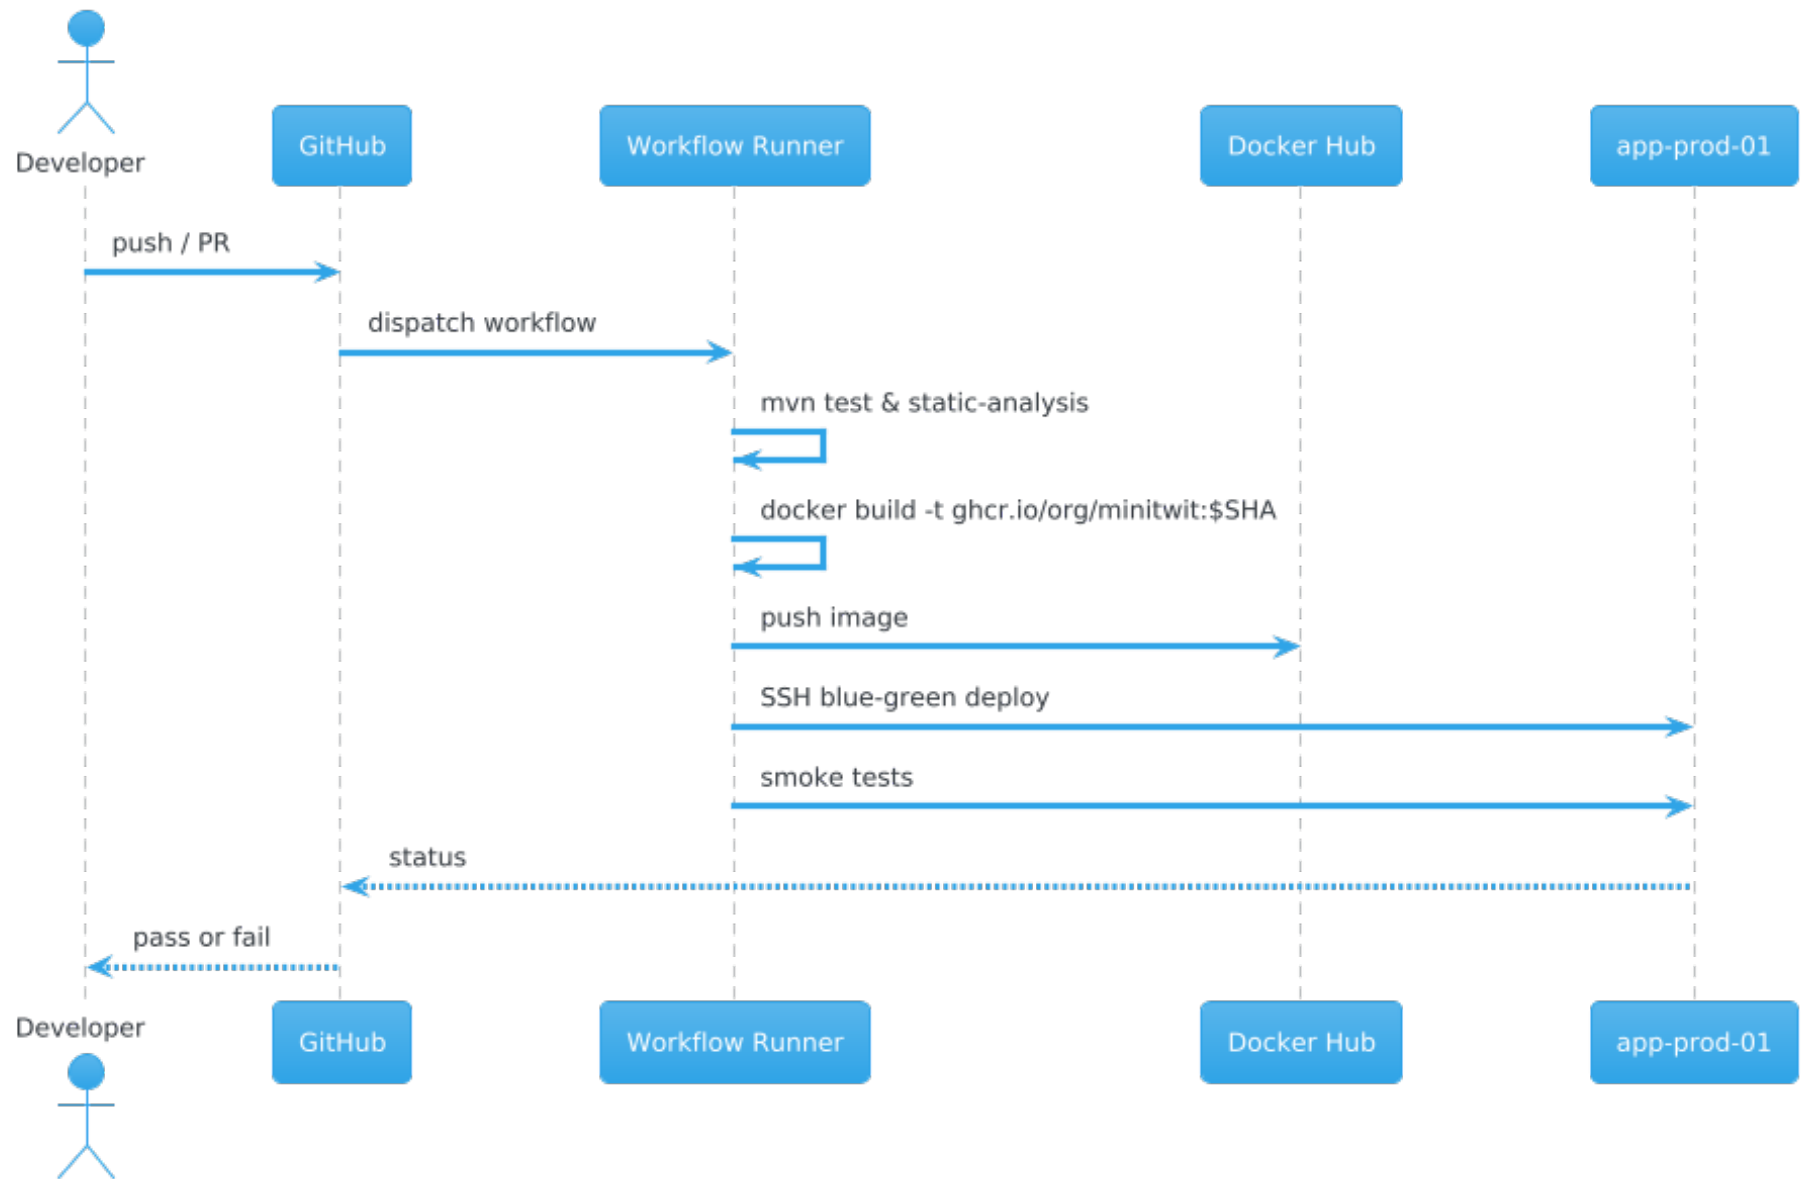 Developer
GitHub
Workflow Runner
Docker Hub
app-prod-01
push / PR
dispatch workflow
mvn test & static-analysis
docker build -t ghcr.io/org/minitwit:$SHA
push image
SSH blue-green deploy
smoke tests
status
pass or fail
Developer
GitHub
Workflow Runner
Docker Hub
app-prod-01